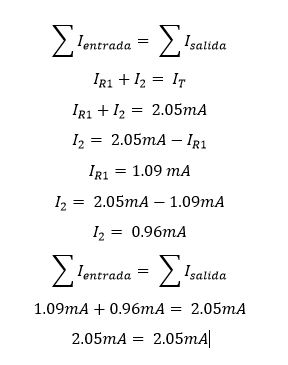 ∑ I_entrada = ∑ I_salida
I_R1 + I_2 = I_T
I_R1 + I_2 = 2.05mA
I_2 = 2.05mA − I_R1
I_R1 = 1.09 mA
I_2 = 2.05mA − 1.09mA
I_2 = 0.96mA
∑ I_entrada = ∑ I_salida
1.09mA + 0.96mA = 2.05mA
2.05mA = 2.05mA